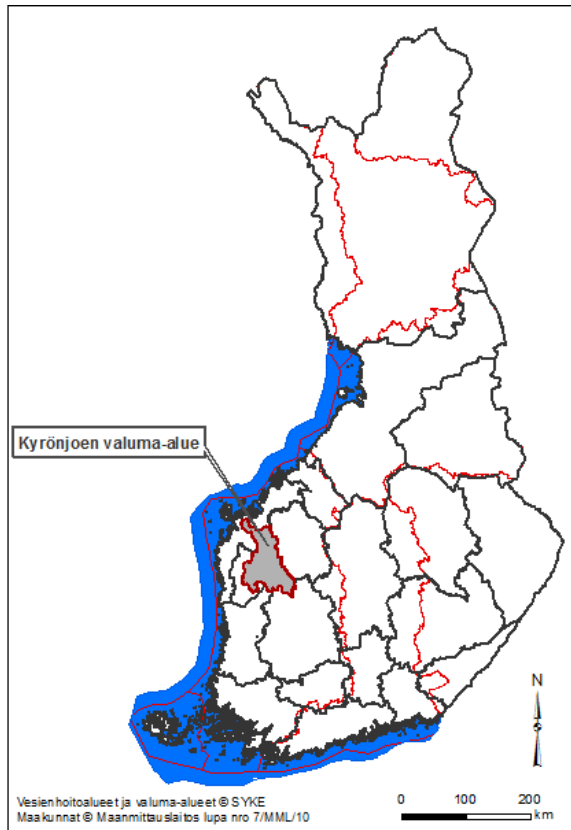 Kyrönjoen valuma-alue
N
Vesienhoitoalueet ja valuma-alueet © SYKE
Maakunnat © Maanmittauslaitos lupa nro 7/MML/10
0 100 200
km